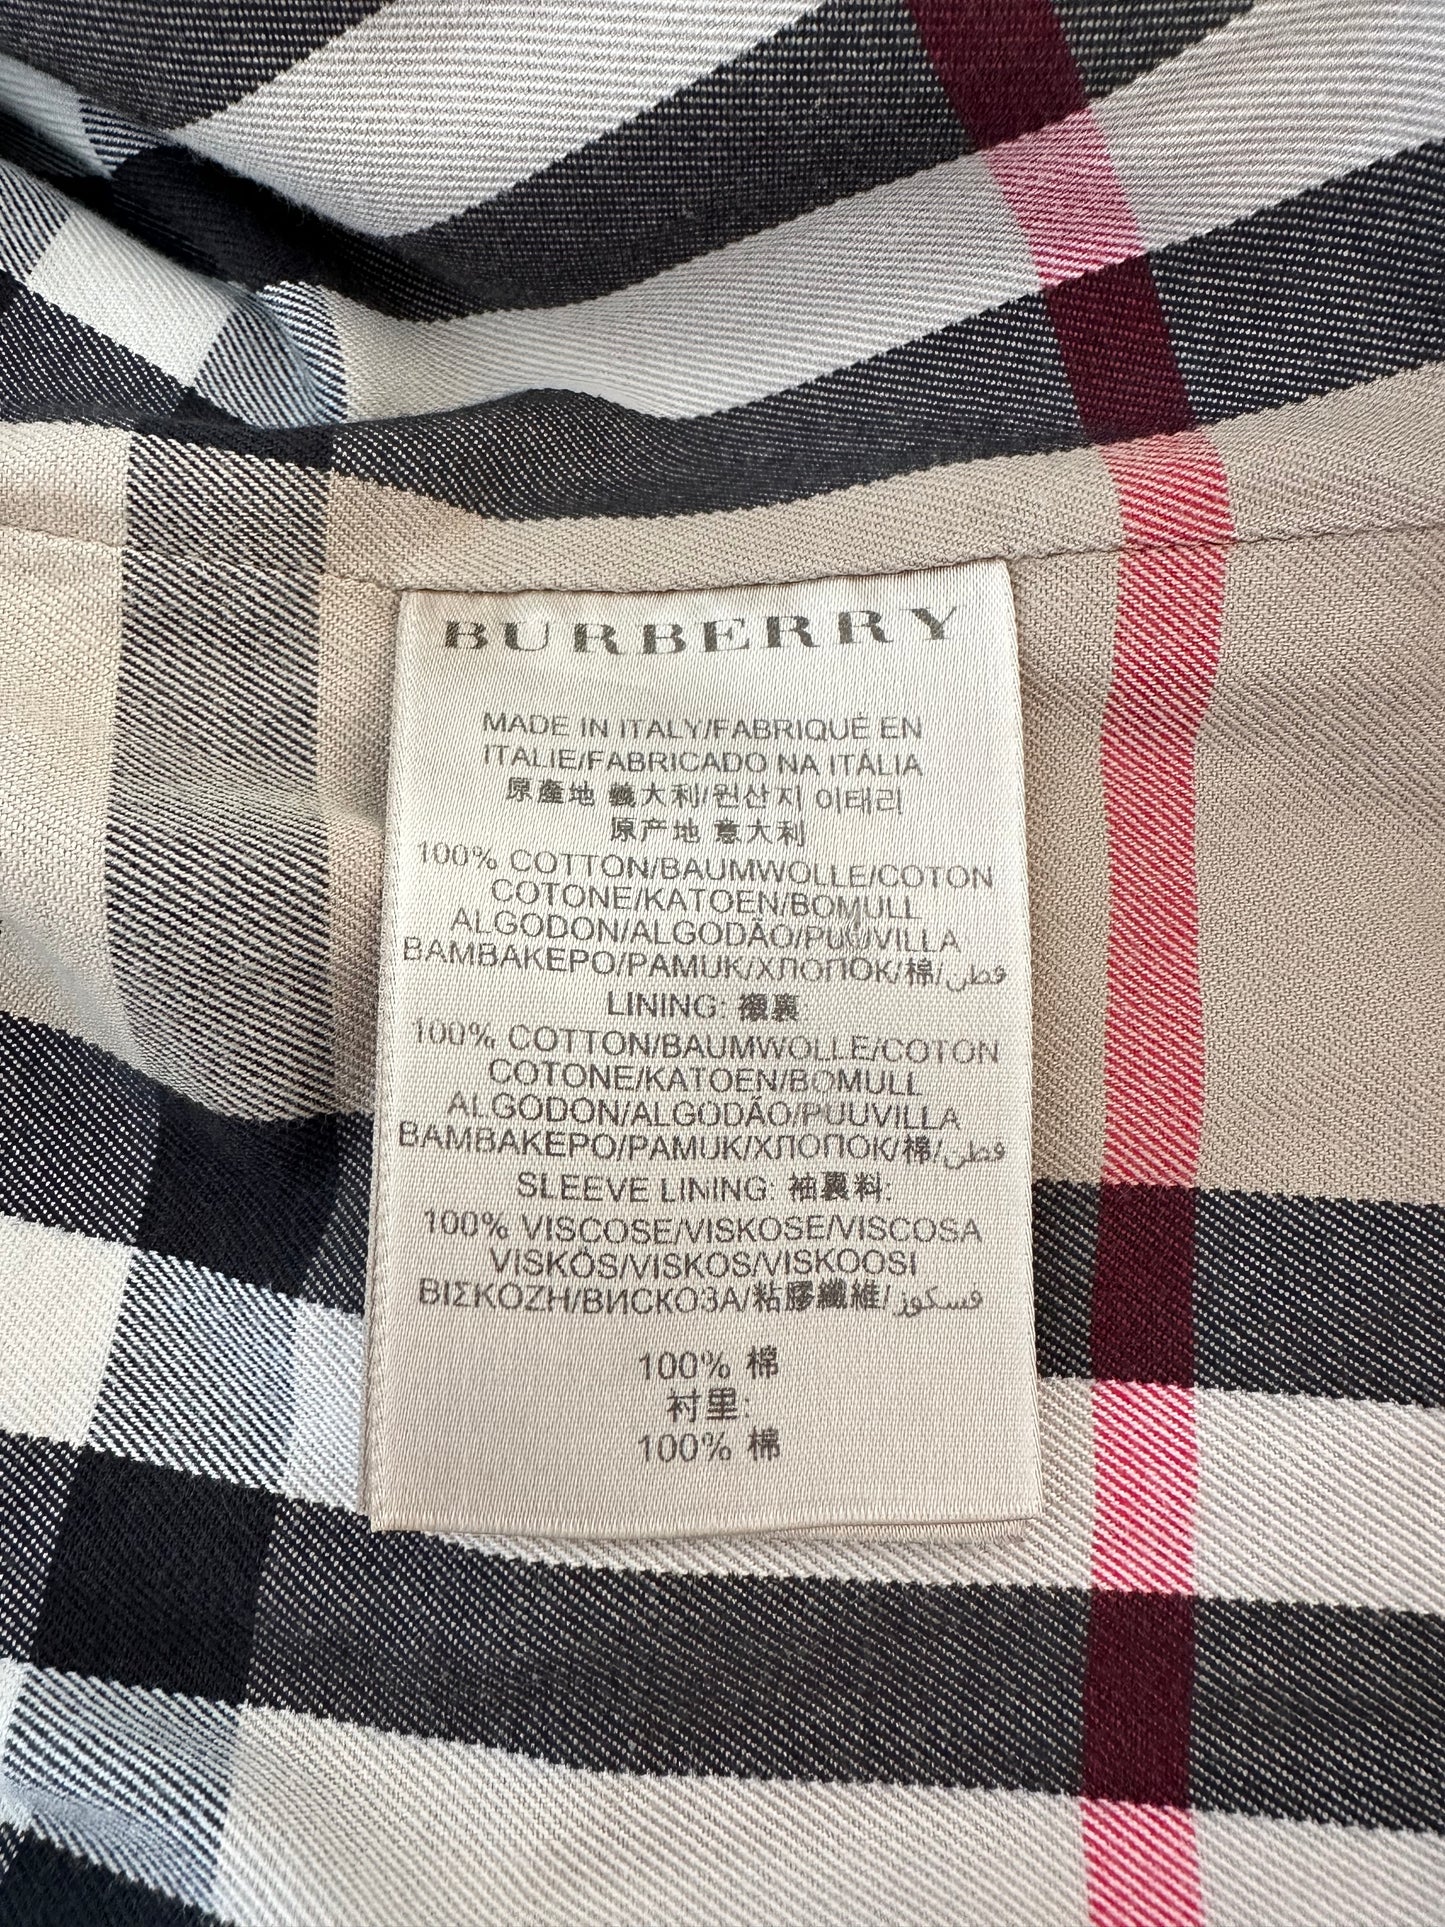 BURBERRY
MADE IN ITALY/FABRIQUÉ EN
ITALIE/FABRICADO NA ITÁLIA
原產地 義大利/원산지 이태리
原产地 意大利
100% COTTON/BAUMWOLLE/COTON
COTONE/KATOEN/BOMULL
ALGODON/ALGODÃO/PUUVILLA
ΒΑΜΒΑΚΕΡΟ/PAMUK/ХЛОПОК/棉/قطن
LINING: 襯裏
100% COTTON/BAUMWOLLE/COTON
COTONE/KATOEN/BOMULL
ALGODON/ALGODÃO/PUUVILLA
ΒΑΜΒΑΚΕΡΟ/PAMUK/ХЛОПОК/棉/قطن
SLEEVE LINING: 袖裏料:
100% VISCOSE/VISKOSE/VISCOSA
VISKÓS/VISKOS/VISKOOSI
ΒΙΣΚΟΖΗ/ВИСКОЗА/粘膠纖維/فسكوز
100% 棉
衬里:
100% 棉